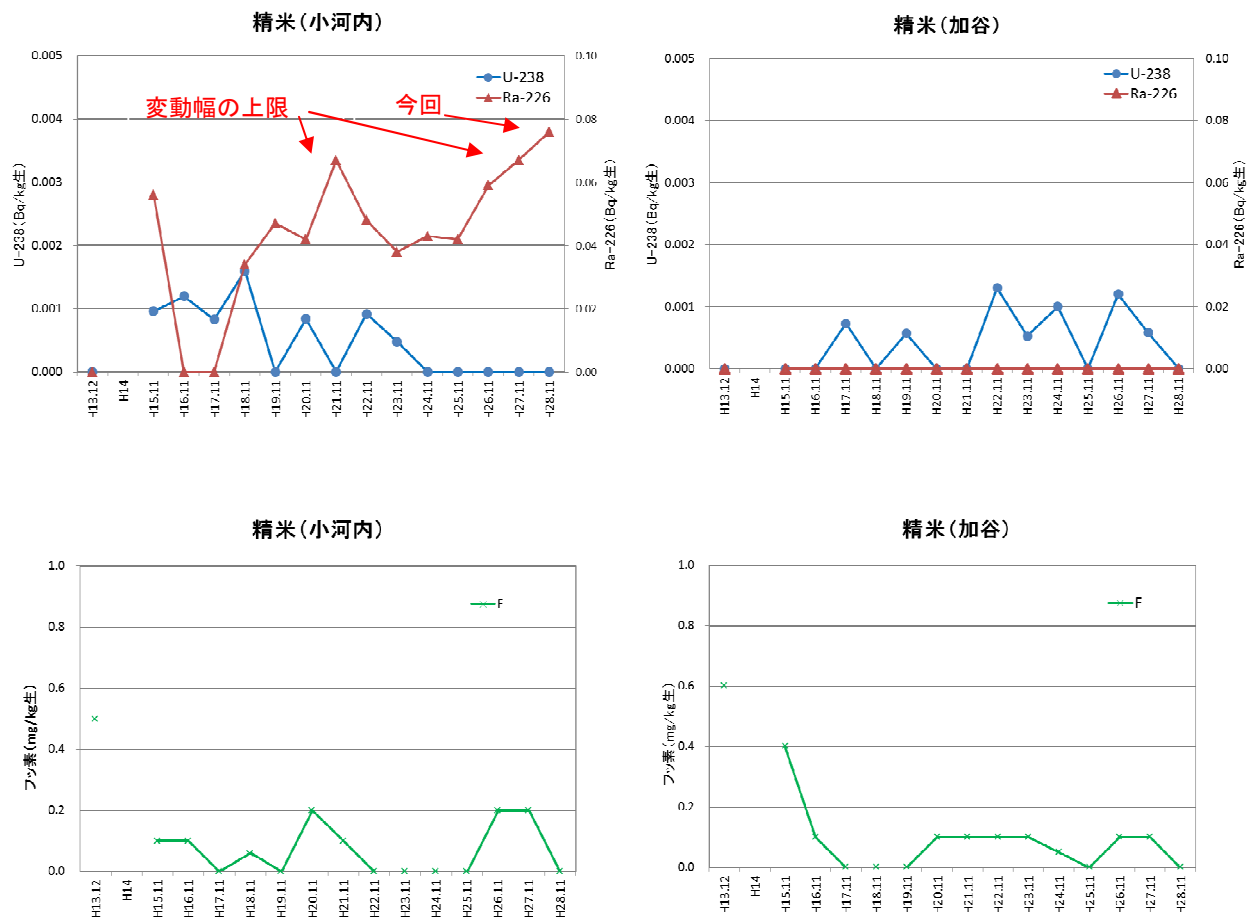 精米（小河内）
0.005
0.004
0.003
0.002
0.001
0.000
U-238（Bq/kg生）
0.10
0.08
0.06
0.04
0.02
0.00
Ra-226（Bq/kg生）
U-238
Ra-226
変動幅の上限
今回
H13.12
H14
H15.11
H16.11
H17.11
H18.11
H19.11
H20.11
H21.11
H22.11
H23.11
H24.11
H25.11
H26.11
H27.11
H28.11
精米（加谷）
0.005
0.004
0.003
0.002
0.001
0.000
U-238（Bq/kg生）
0.10
0.08
0.06
0.04
0.02
0.00
Ra-226（Bq/kg生）
U-238
Ra-226
H13.12
H14
H15.11
H16.11
H17.11
H18.11
H19.11
H20.11
H21.11
H22.11
H23.11
H24.11
H25.11
H26.11
H27.11
H28.11
精米（小河内）
1.0
0.8
0.6
0.4
0.2
0.0
フッ素（mg/kg生）
F
H13.12
H14
H15.11
H16.11
H17.11
H18.11
H19.11
H20.11
H21.11
H22.11
H23.11
H24.11
H25.11
H26.11
H27.11
H28.11
精米（加谷）
1.0
0.8
0.6
0.4
0.2
0.0
フッ素（mg/kg生）
F
H13.12
H14
H15.11
H16.11
H17.11
H18.11
H19.11
H20.11
H21.11
H22.11
H23.11
H24.11
H25.11
H26.11
H27.11
H28.11